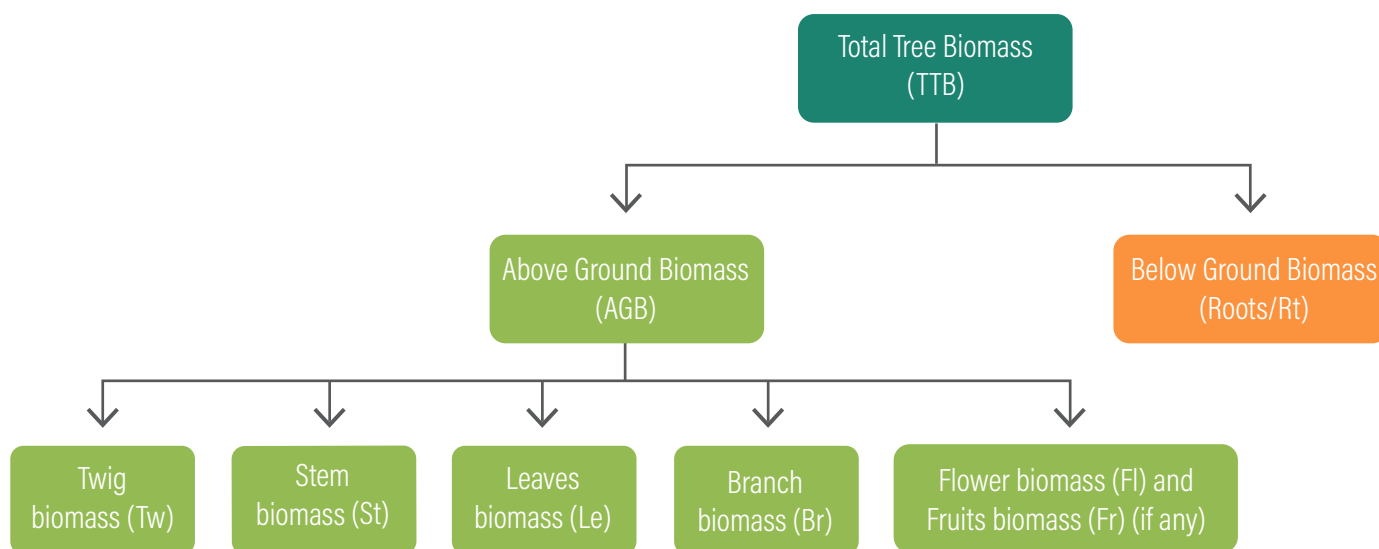 Total Tree Biomass
(TTB)
Above Ground Biomass
(AGB)
Below Ground Biomass
(Roots/Rt)
Twig
biomass (Tw)
Stem
biomass (St)
Leaves
biomass (Le)
Branch
biomass (Br)
Flower biomass (Fl) and
Fruits biomass (Fr) (if any)